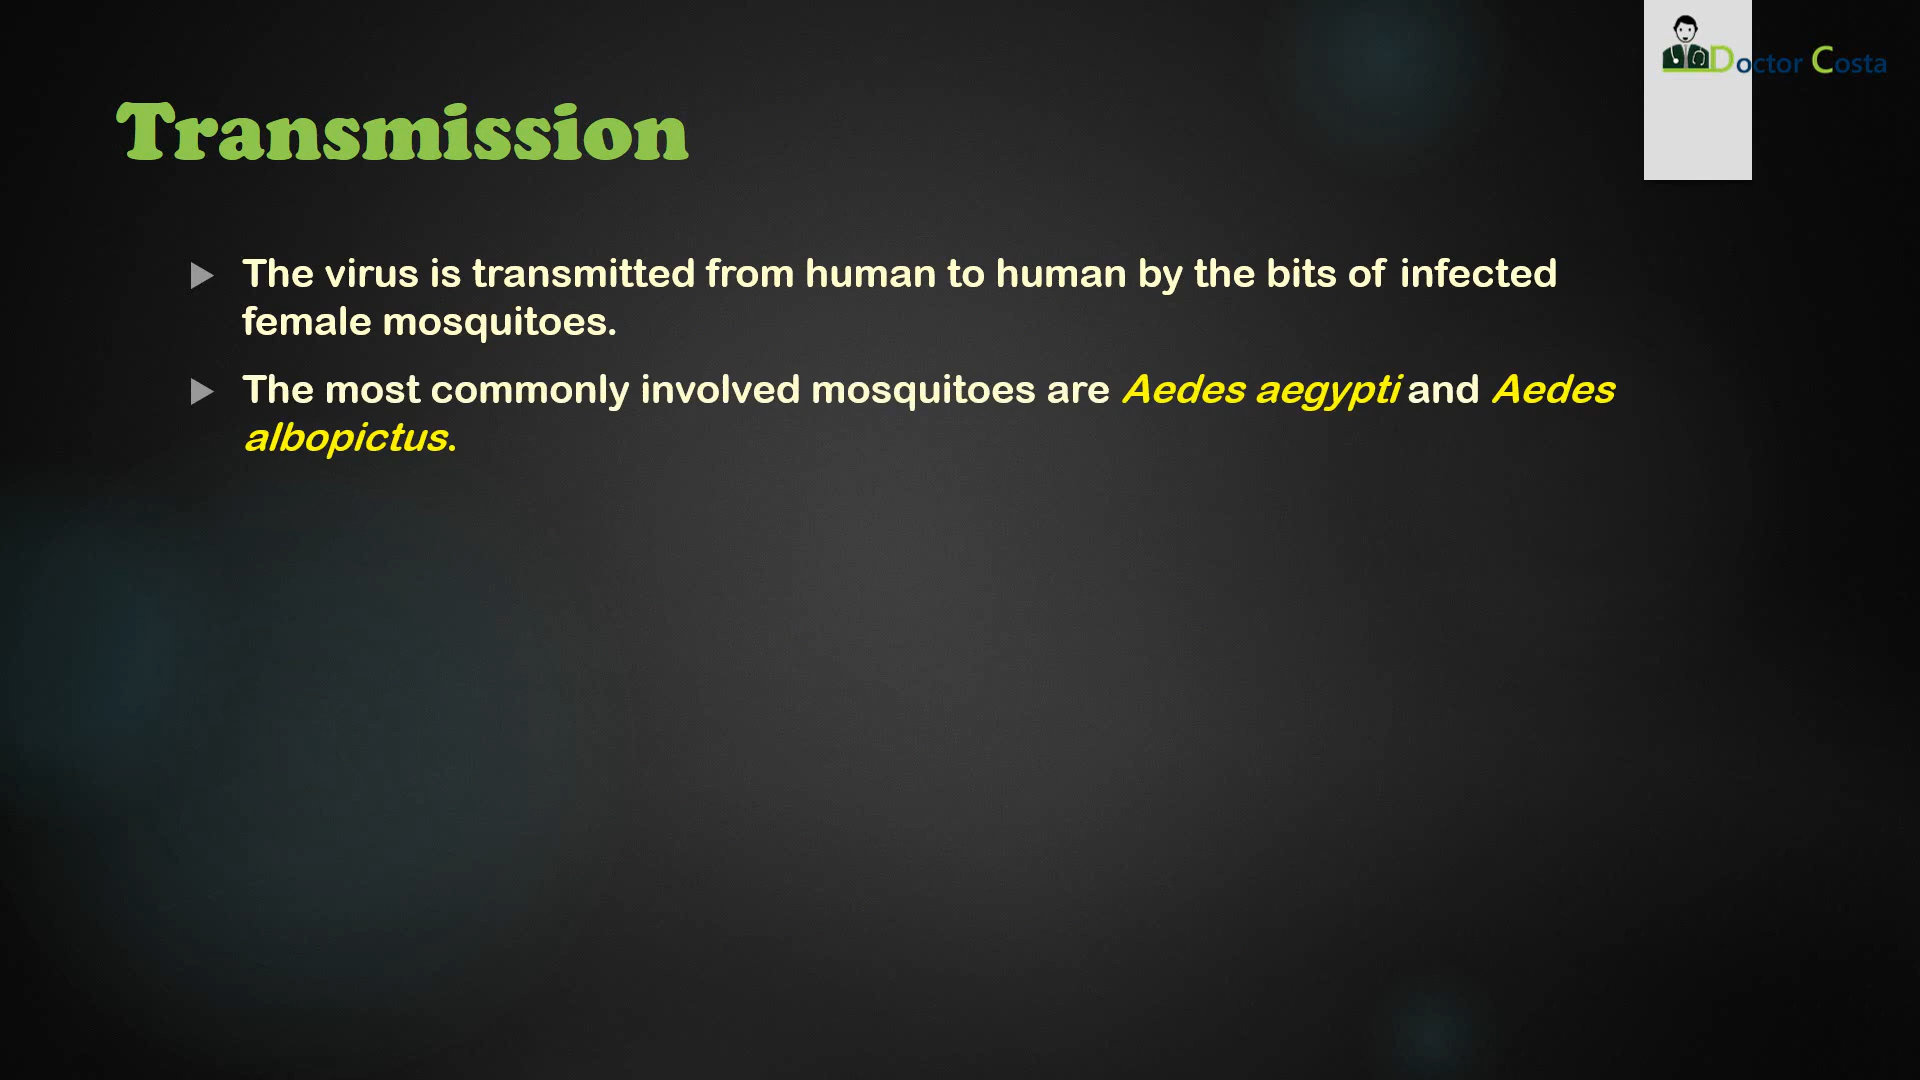 Doctor Costa
Transmission
The virus is transmitted from human to human by the bits of infected
female mosquitoes.
The most commonly involved mosquitoes are Aedes aegypti and Aedes
albopictus.